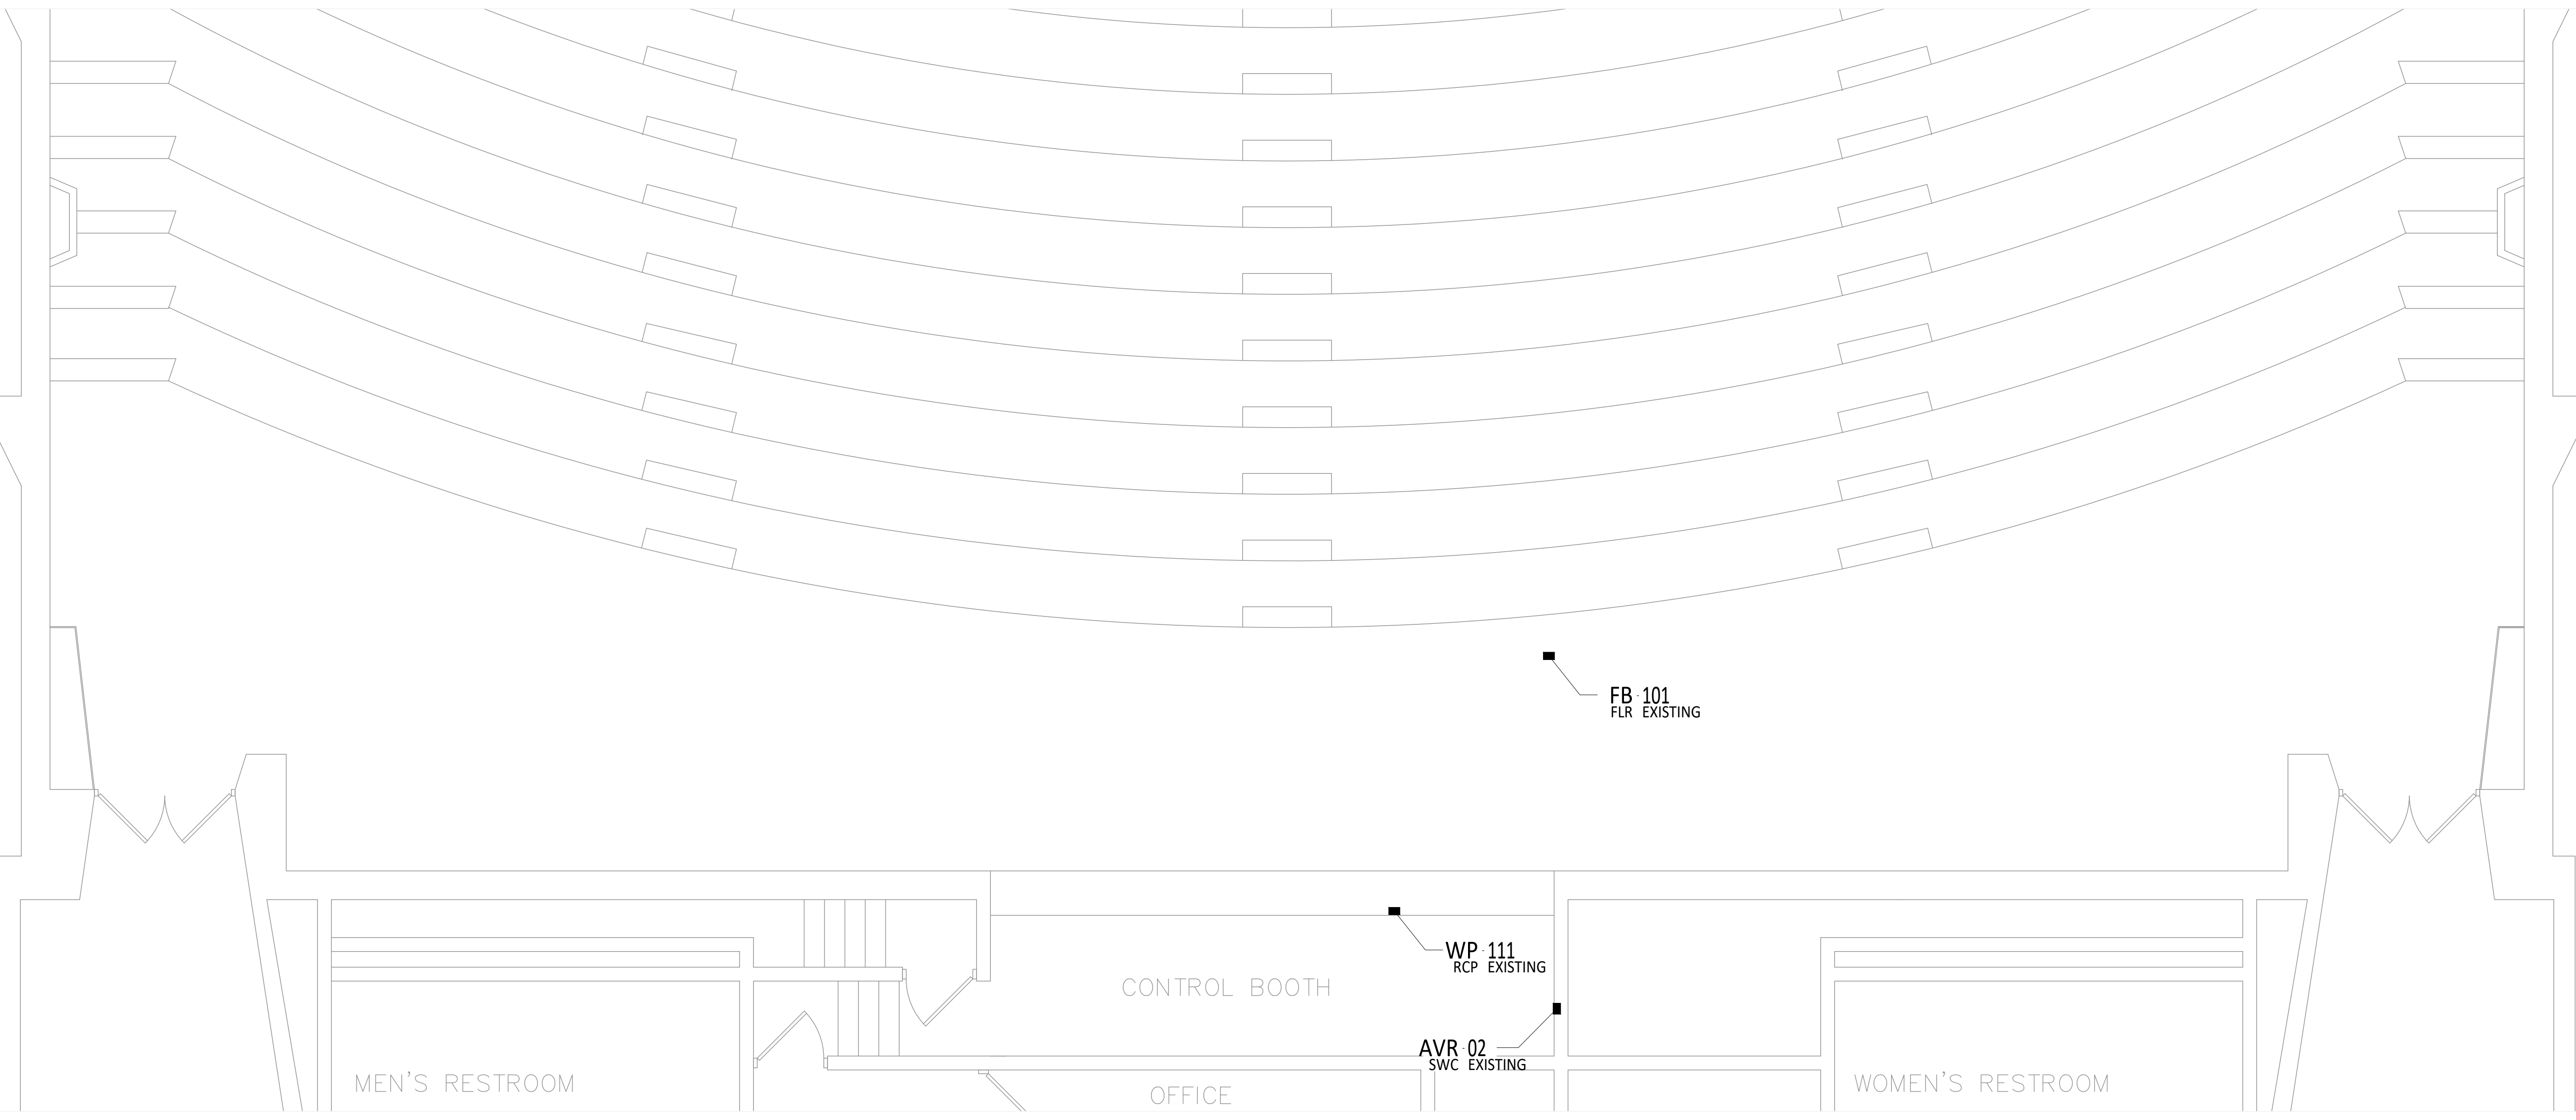 FB-101
FLR EXISTING
WP-111
RCP EXISTING
CONTROL BOOTH
AVR-02
SWC EXISTING
MEN'S RESTROOM
OFFICE
WOMEN'S RESTROOM